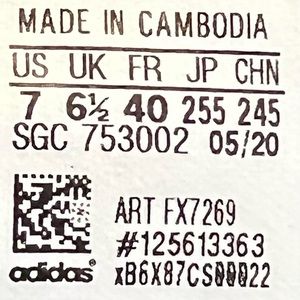 MADE IN CAMBODIA
US UK FR JP CHN
7 6½ 40 255 245
SGC 753002 05/20
ART FX7269
#125613363
adidas xB6X87CS00022